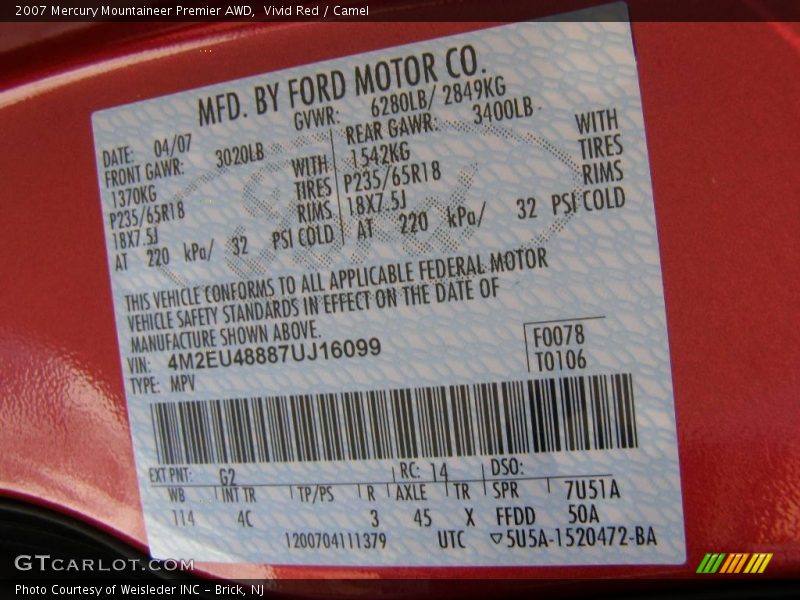 2007 Mercury Mountaineer Premier AWD,  Vivid Red / Camel
MFD. BY FORD MOTOR CO.
DATE: 04/07 GVWR: 6280LB/ 2849KG
FRONT GAWR: 3020LB REAR GAWR: 3400LB
1370KG WITH 1542KG WITH
P235/65R18 TIRES P235/65R18 TIRES
18X7.5J RIMS 18X7.5J RIMS
AT 220 kPa/ 32 PSI COLD AT 220 kPa/ 32 PSI COLD
THIS VEHICLE CONFORMS TO ALL APPLICABLE FEDERAL MOTOR
VEHICLE SAFETY STANDARDS IN EFFECT ON THE DATE OF
MANUFACTURE SHOWN ABOVE.
VIN: 4M2EU48887UJ16099 F0078
TYPE: MPV T0106
EXT PNT: G2 RC: 14 DSO:
WB INT TR TP/PS R AXLE TR SPR 7U51A
114 4C 3 45 X FFDD 50A
1200704111379 UTC ▽5U5A-1520472-BA
GTCARLOT.COM
Photo Courtesy of Weisleder INC – Brick, NJ